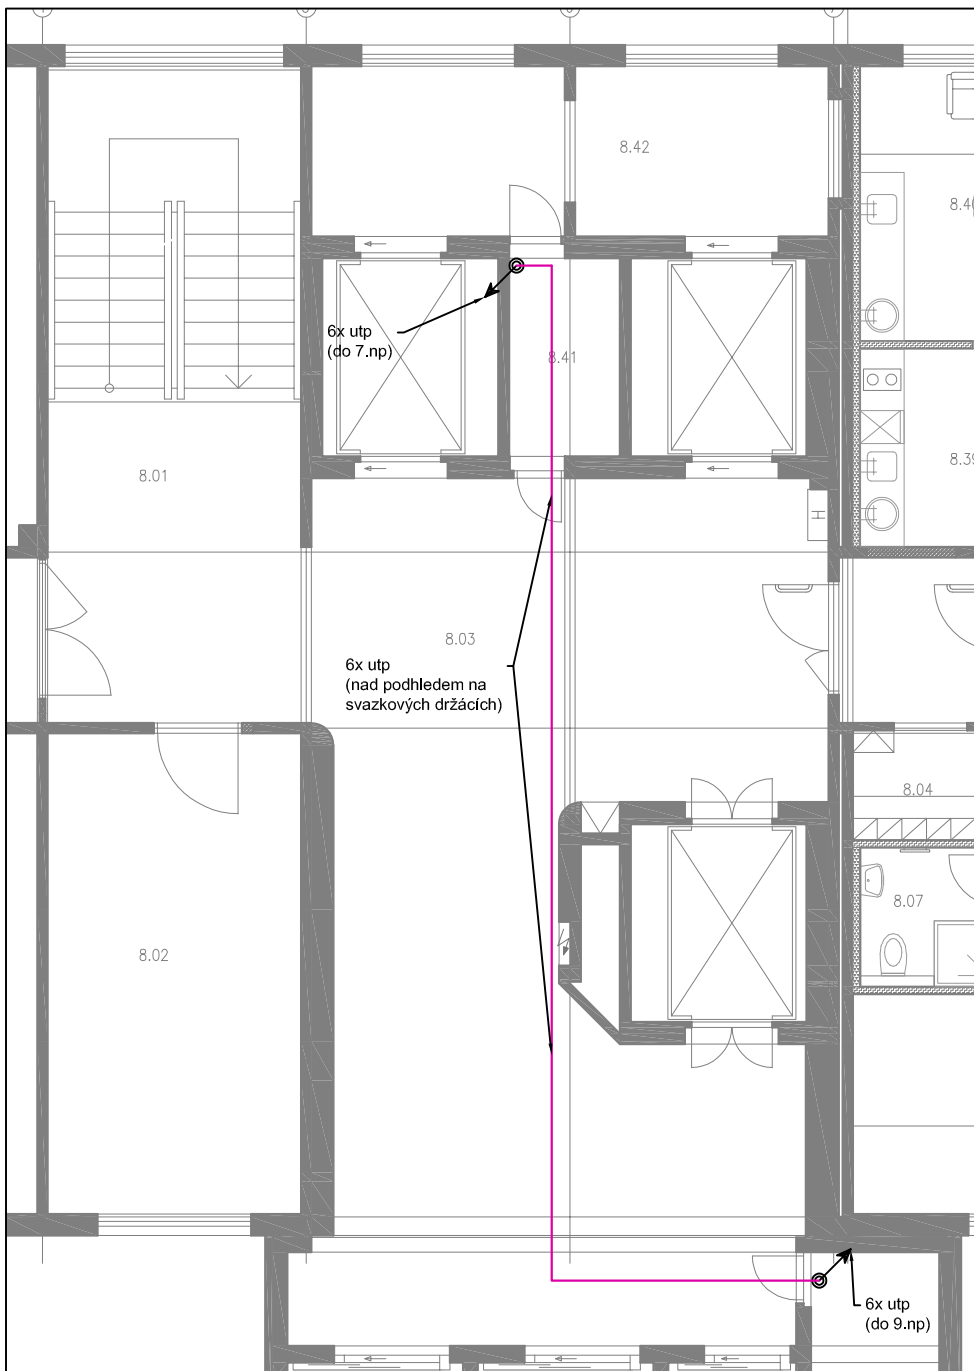 8.42
8.40
6x utp
(do 7.np)
8.41
8.01
8.39
H
8.03
6x utp
(nad podhledem na
svazkových držácích)
8.04
8.07
8.02
6x utp
(do 9.np)